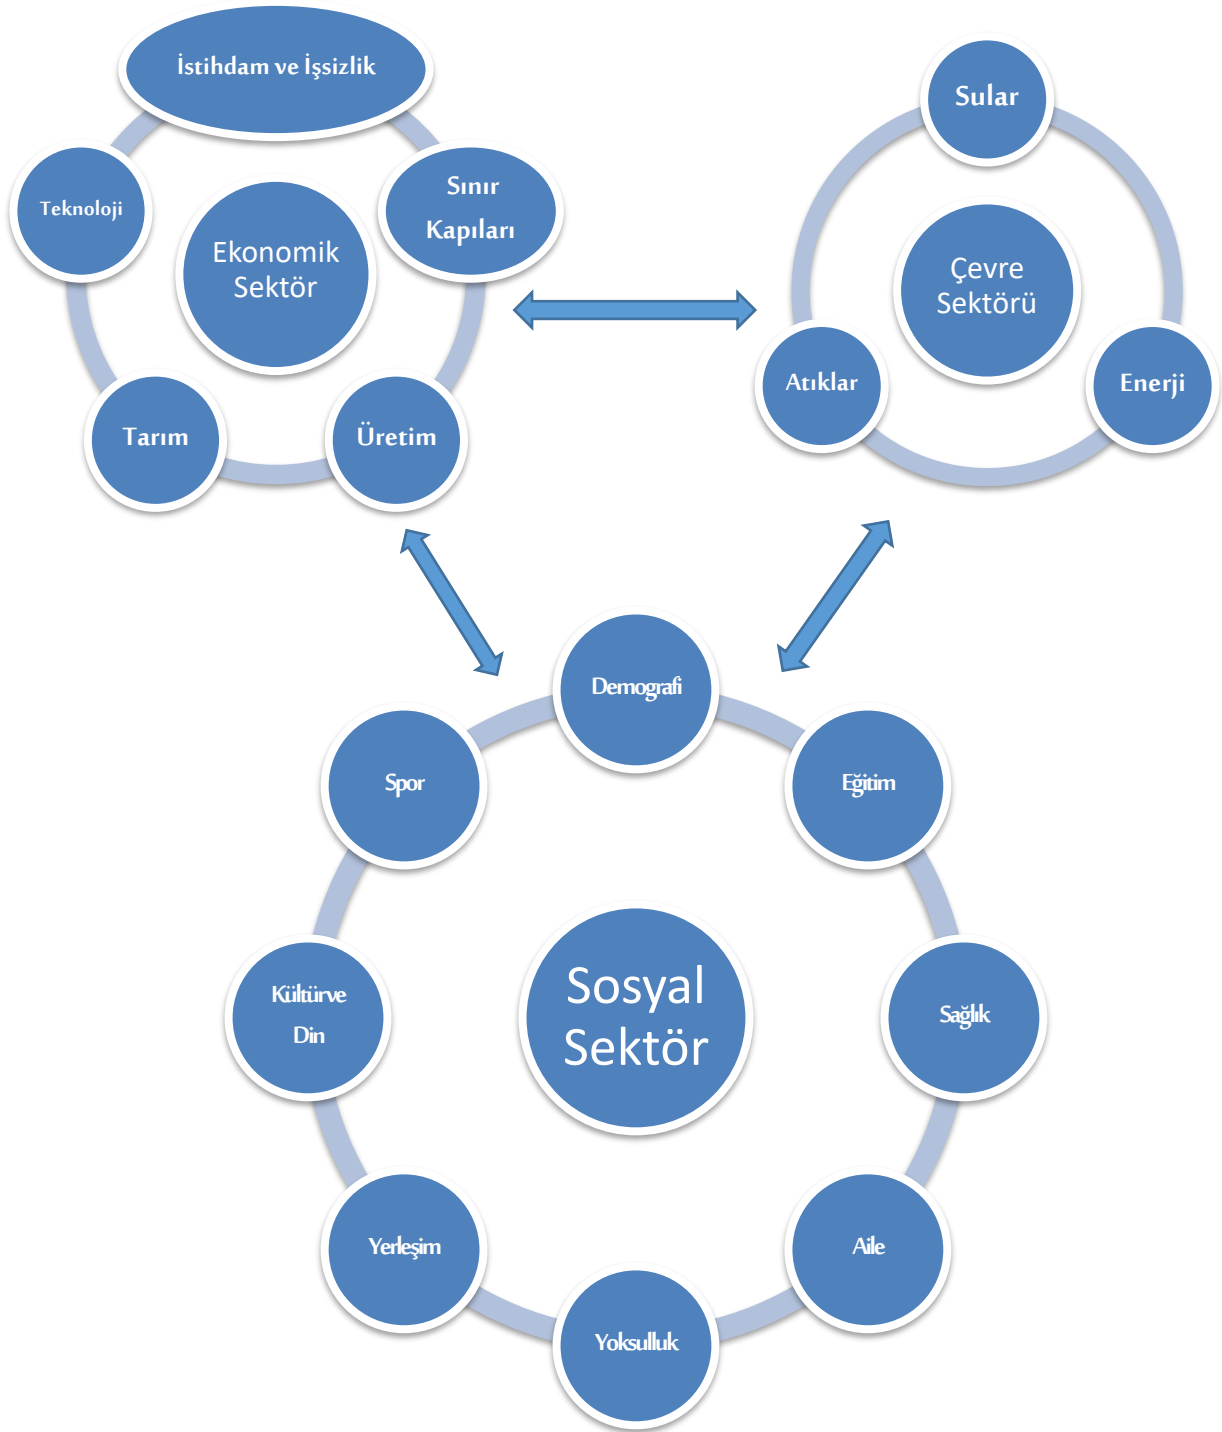 İstihdam ve İşsizlik
Teknoloji
Sınır
Kapıları
Ekonomik
Sektör
Tarım
Üretim
Sular
Çevre
Sektörü
Atıklar
Enerji
Demografi
Spor
Eğitim
Kültürve
Din
Sosyal
Sektör
Sağlık
Yerleşim
Aile
Yoksulluk